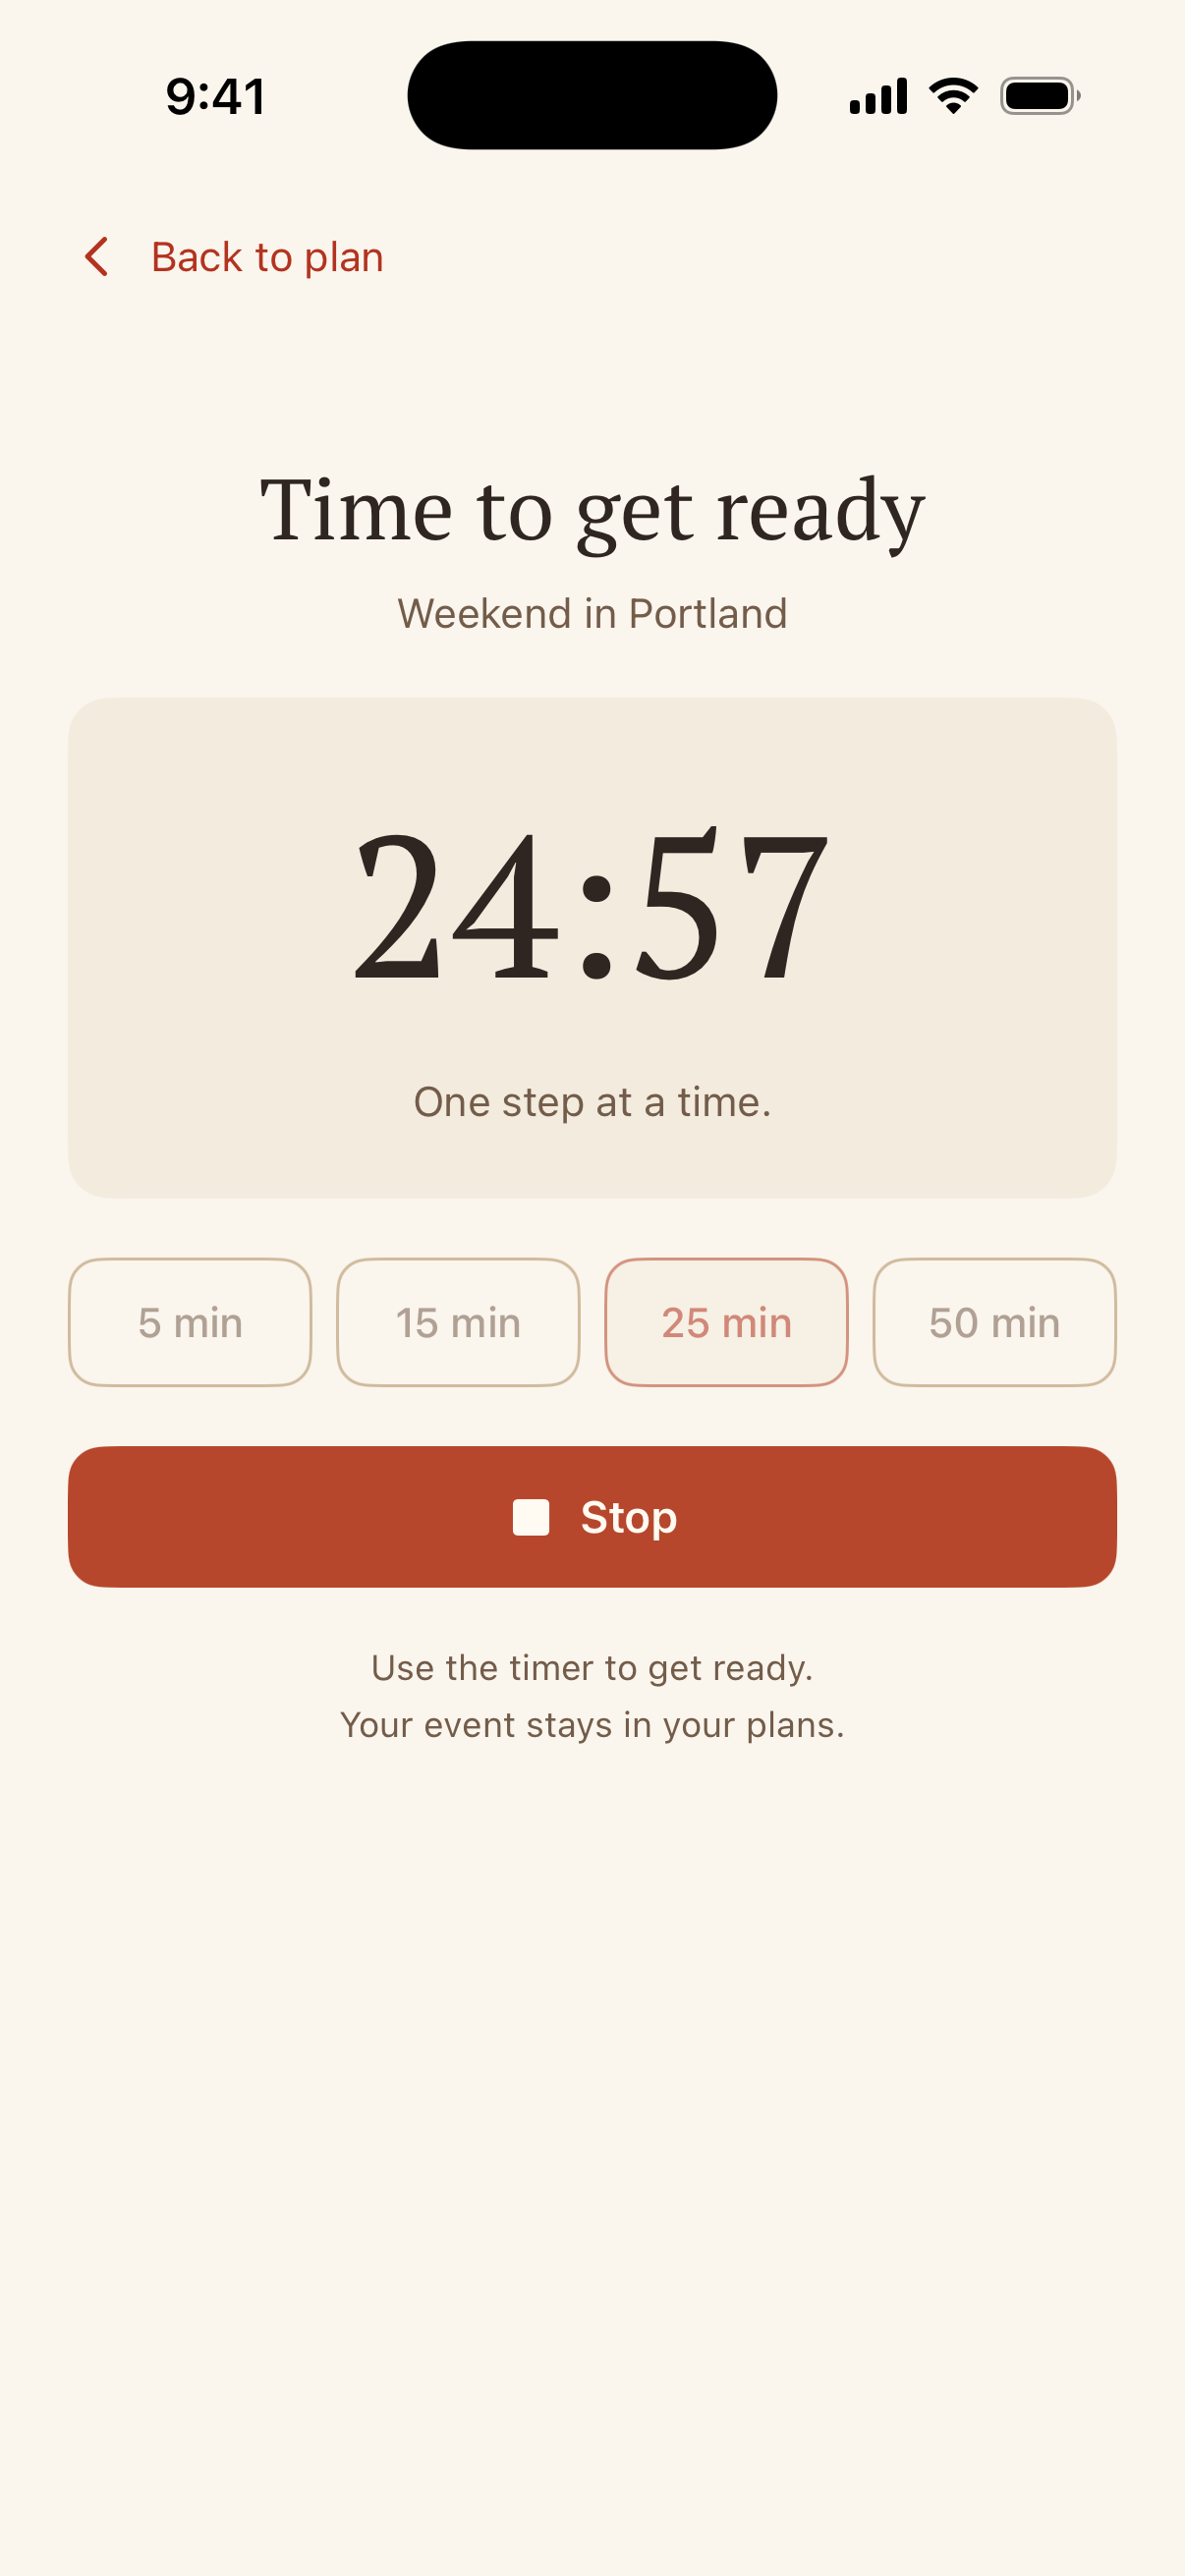 9:41
Back to plan
Time to get ready
Weekend in Portland
24:57
One step at a time.
5 min
15 min
25 min
50 min
Stop
Use the timer to get ready.
Your event stays in your plans.